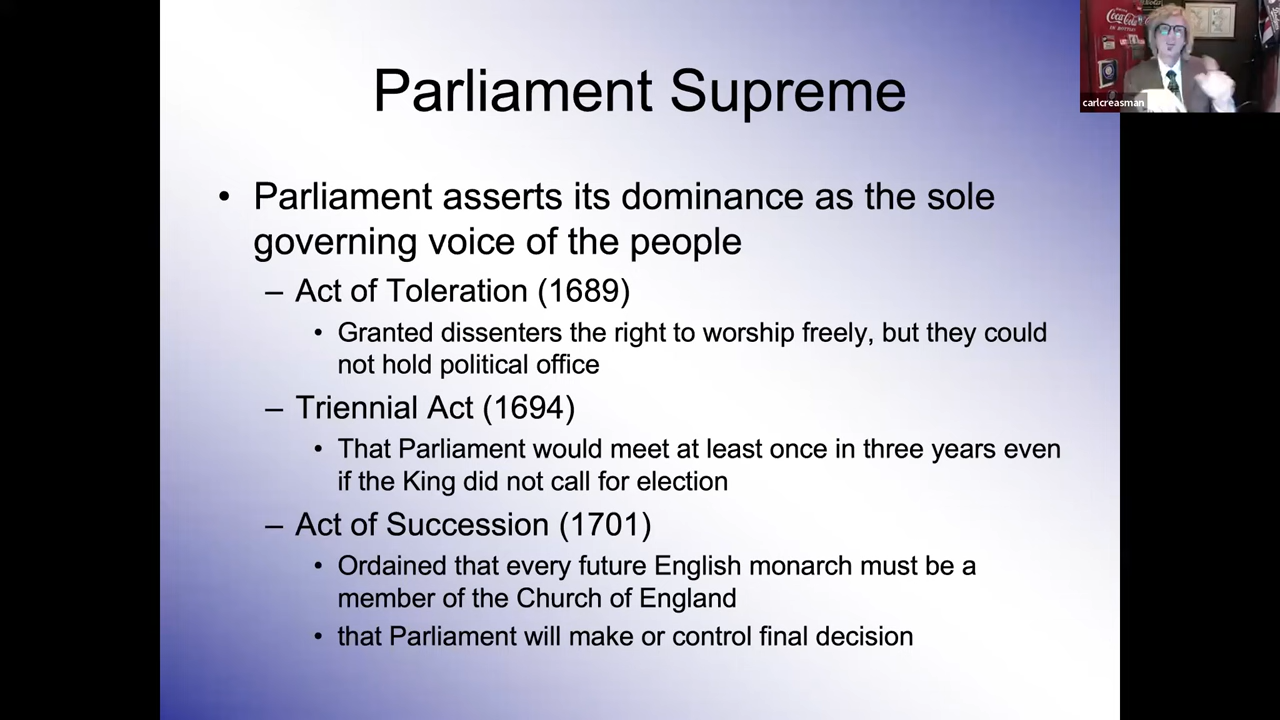 Parliament Supreme
Coca-Cola
carlcreasman
• Parliament asserts its dominance as the sole
governing voice of the people
– Act of Toleration (1689)
• Granted dissenters the right to worship freely, but they could
not hold political office
– Triennial Act (1694)
• That Parliament would meet at least once in three years even
if the King did not call for election
– Act of Succession (1701)
• Ordained that every future English monarch must be a
member of the Church of England
• that Parliament will make or control final decision